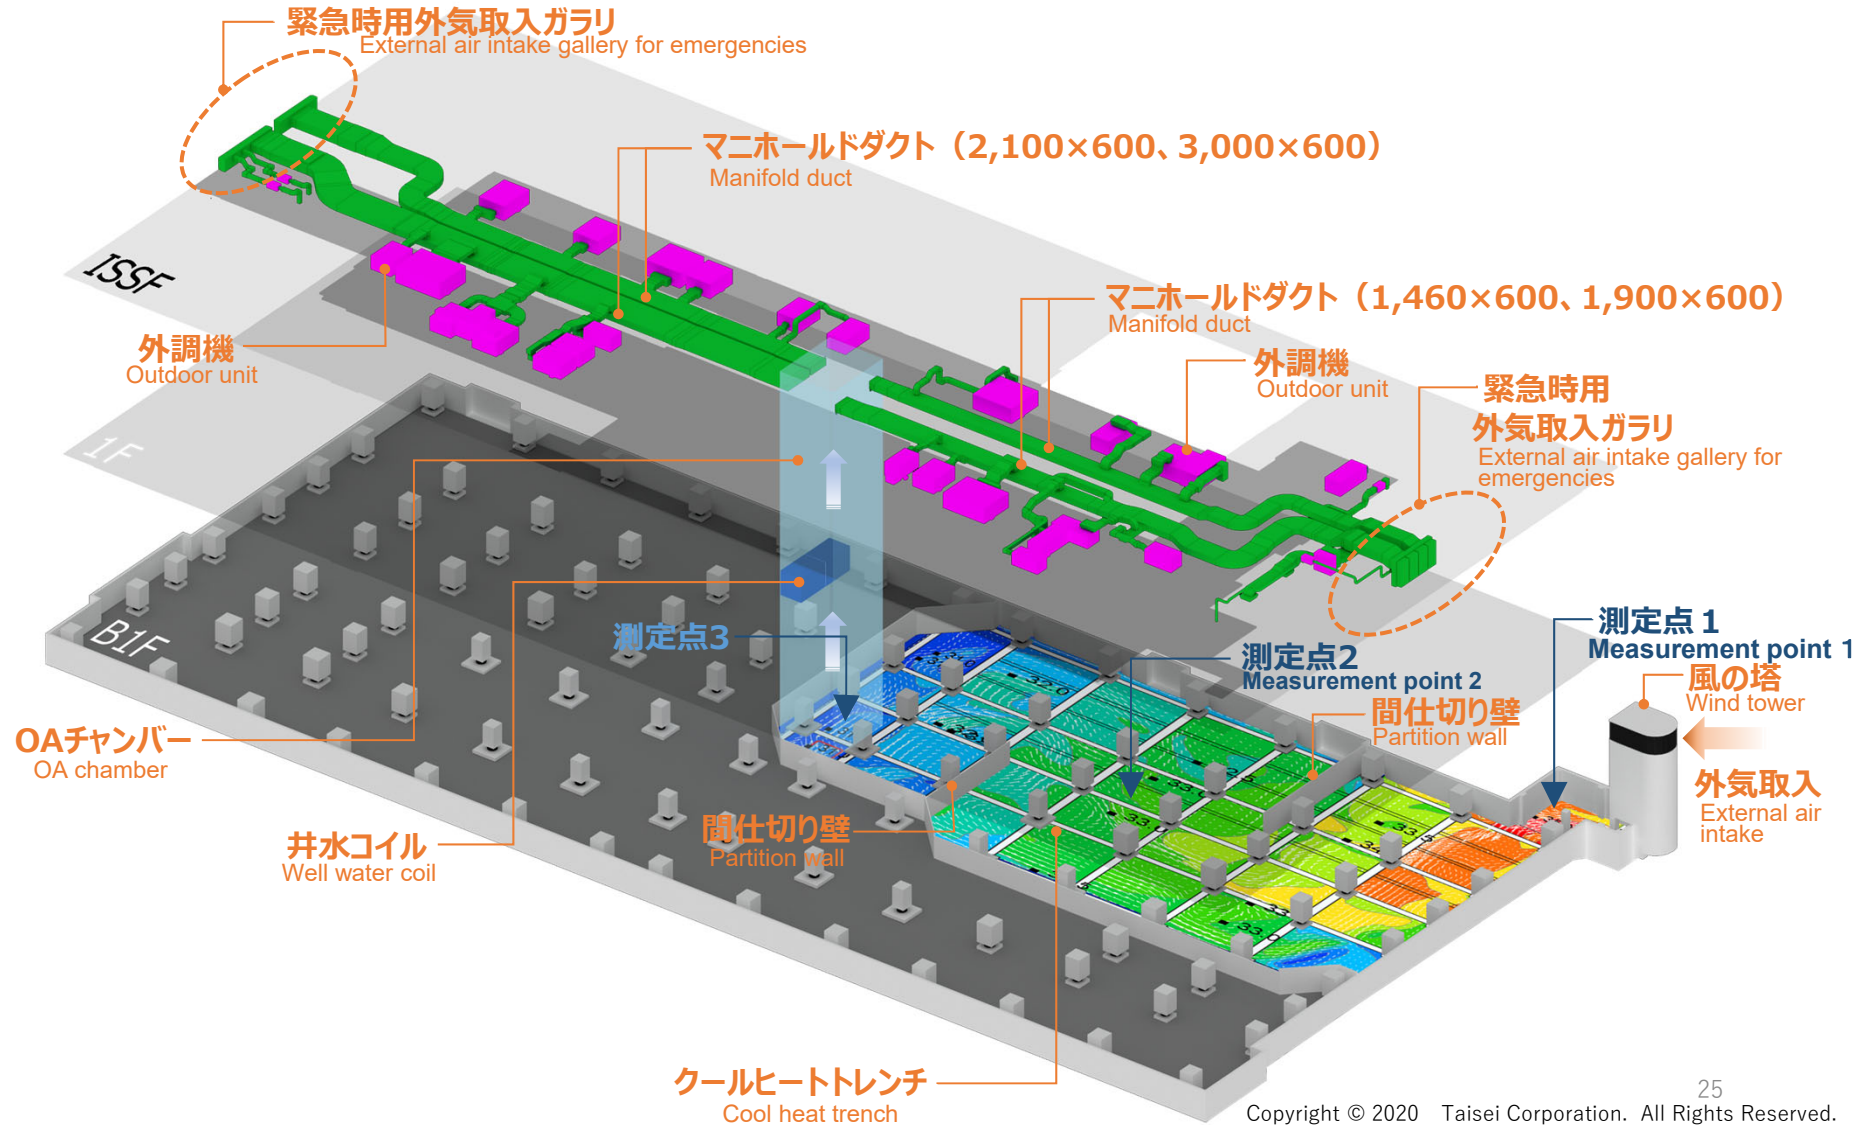 緊急時用外気取入ガラリ
External air intake gallery for emergencies
マニホールドダクト（2,100×600、3,000×600）
Manifold duct
ISSF
マニホールドダクト（1,460×600、1,900×600）
Manifold duct
外調機
Outdoor unit
外調機
Outdoor unit
緊急時用
外気取入ガラリ
External air intake gallery for
emergencies
1F
B1F
測定点3
測定点2
Measurement point 2
測定点1
Measurement point 1
風の塔
Wind tower
間仕切り壁
Partition wall
OAチャンバー
OA chamber
外気取入
External air
intake
井水コイル
Well water coil
間仕切り壁
Partition wall
32.0
33.0
33.0
33.5
クールヒートトレンチ
Cool heat trench
25
Copyright © 2020 Taisei Corporation. All Rights Reserved.